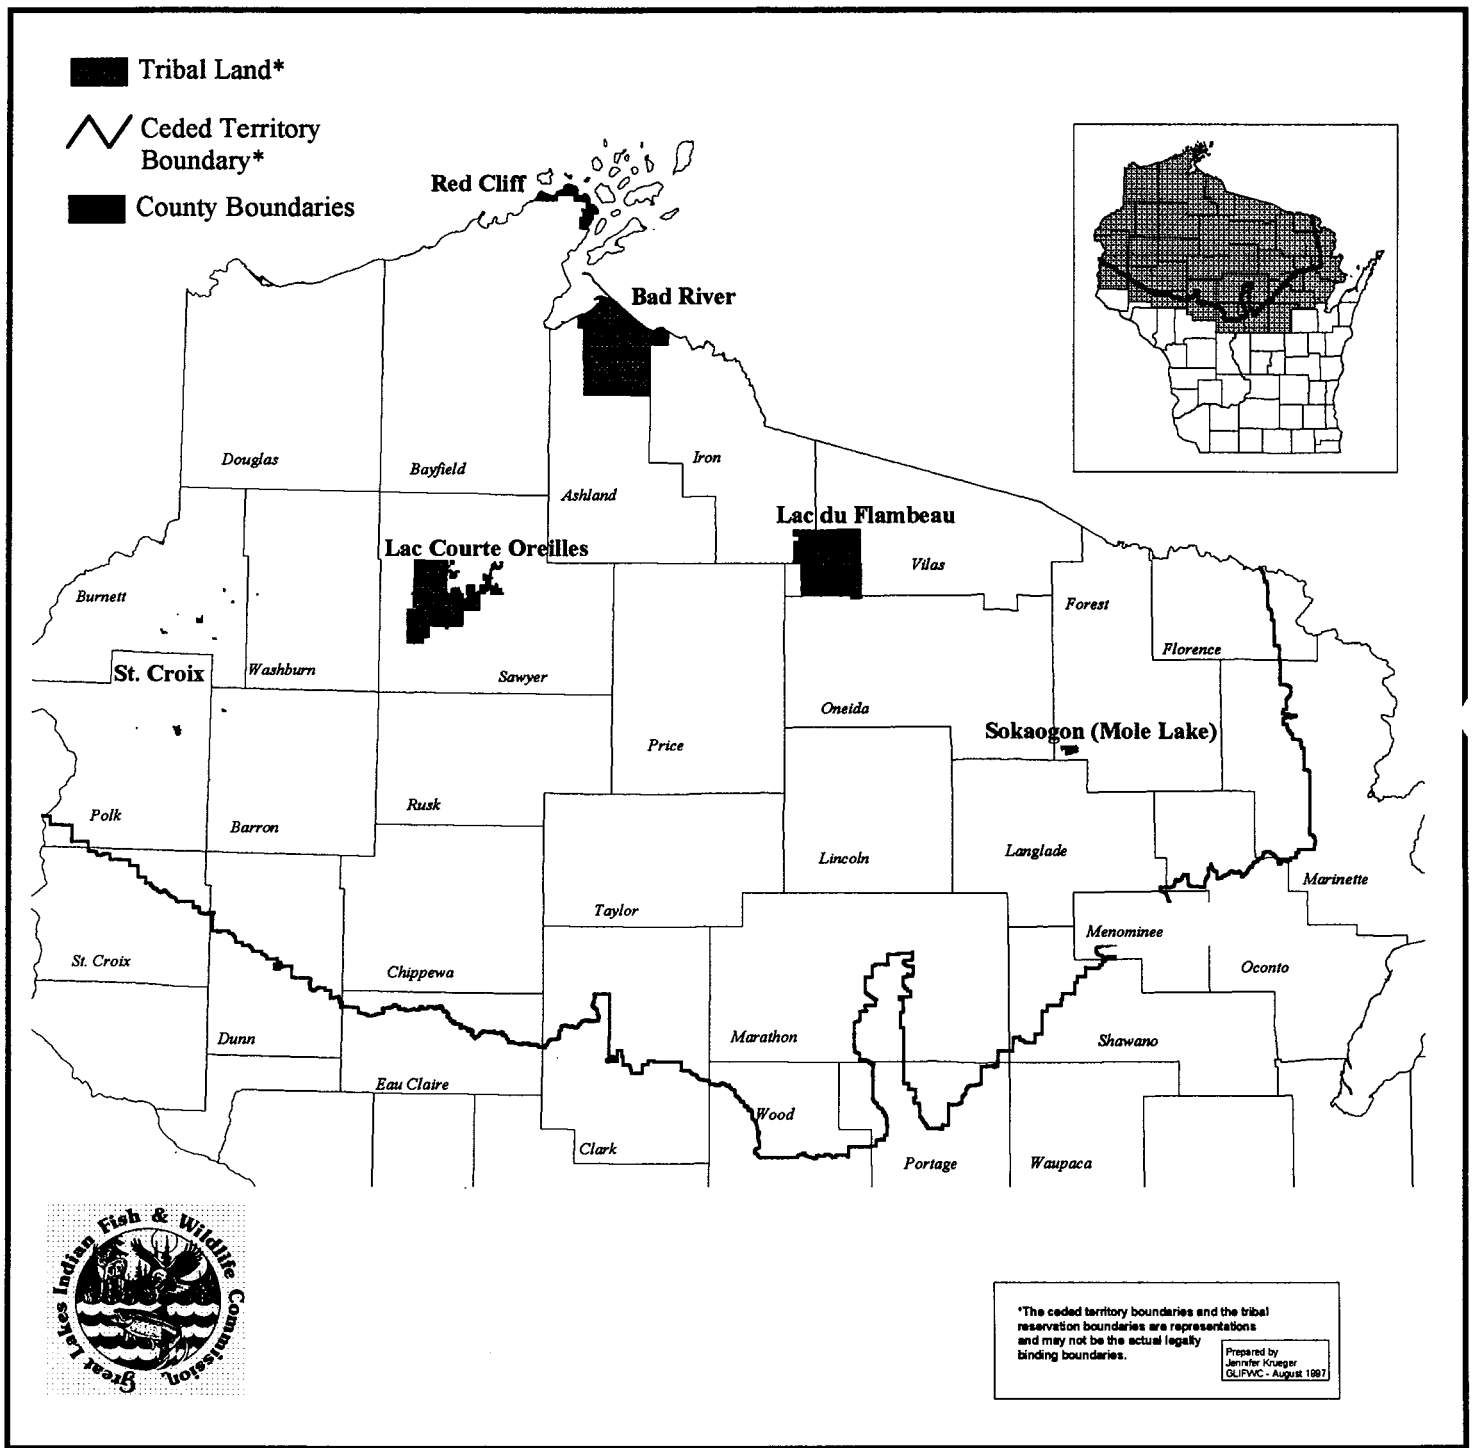 Tribal Land*
Ceded Territory
Boundary*
County Boundaries
Red Cliff
Bad River
Douglas
Bayfield
Ashland
Iron
Lac du Flambeau
Vilas
Lac Courte Oreilles
Burnett
Washburn
Sawyer
Forest
Florence
St. Croix
Oneida
Price
Sokaogon (Mole Lake)
Polk
Barron
Rusk
Lincoln
Langlade
Marinette
Taylor
Menominee
Oconto
St. Croix
Chippewa
Dunn
Marathon
Shawano
Eau Claire
Wood
Clark
Portage
Waupaca
Great Lakes Indian Fish & Wildlife Commission,
*The ceded territory boundaries and the tribal
reservation boundaries are representations
and may not be the actual legally
binding boundaries.
Prepared by
Jennifer Krueger
GLIFWC - August 1997